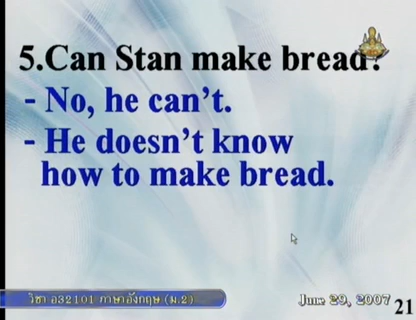 5.Can Stan make bread?
- No, he can't.
- He doesn't know
how to make bread.
วิชา อ32101 ภาษาอังกฤษ (ม.2)
June 29, 2007
21